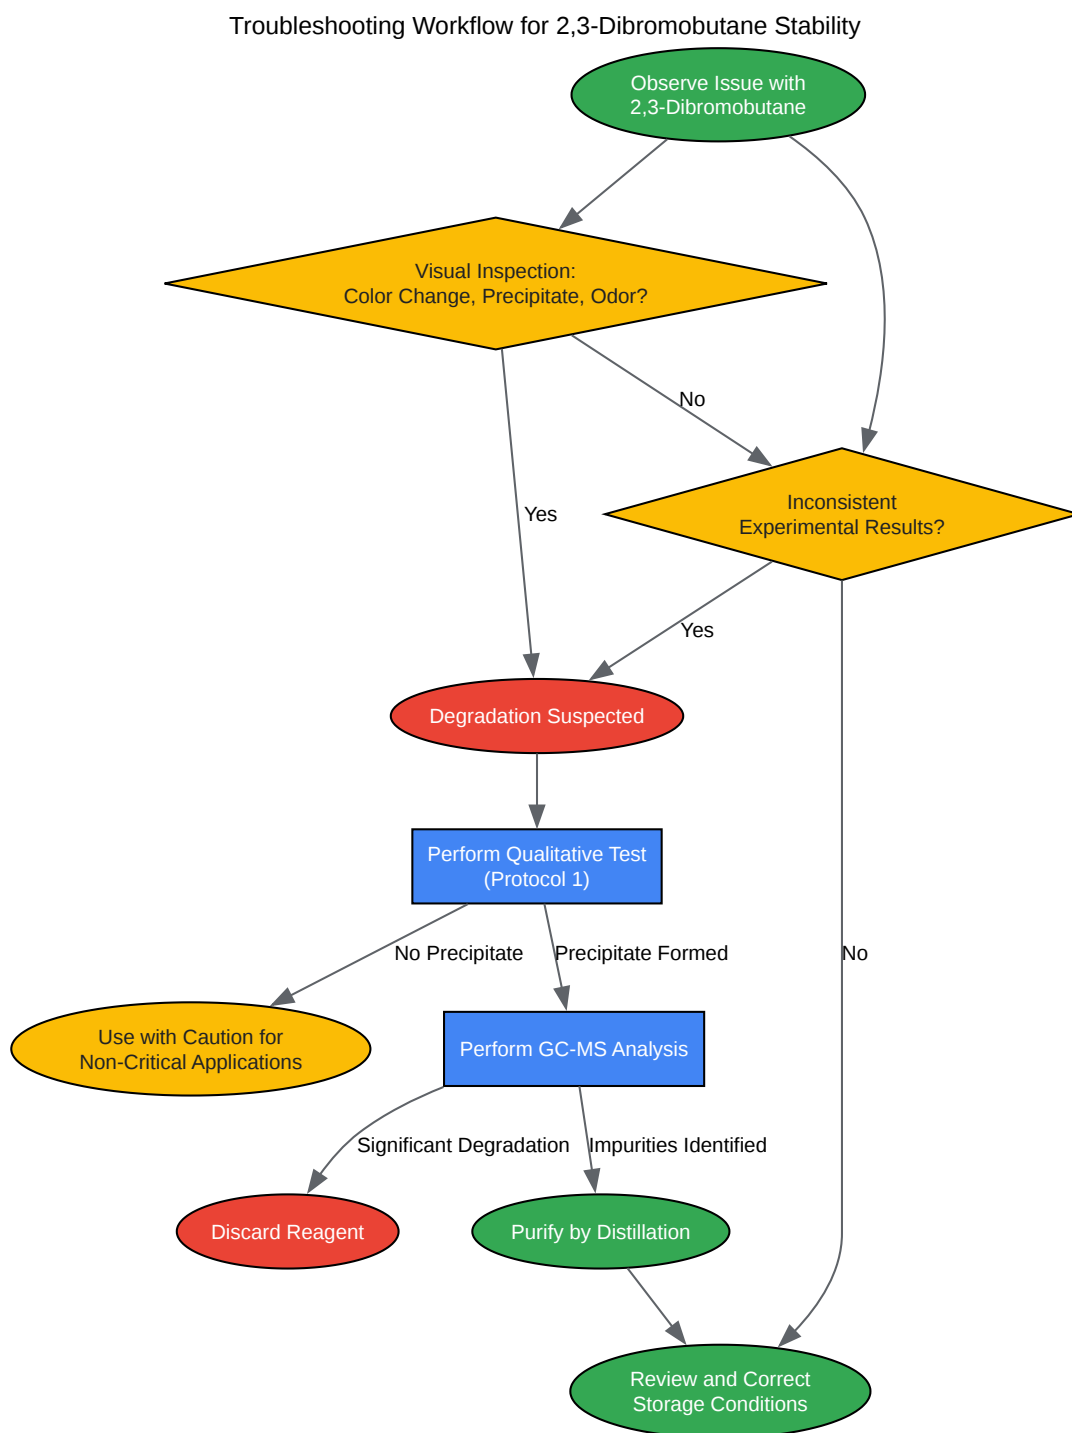 Troubleshooting Workflow for 2,3-Dibromobutane Stability
Observe Issue with
2,3-Dibromobutane
Visual Inspection:
Color Change, Precipitate, Odor?
No
Inconsistent
Experimental Results?
Yes
Yes
Degradation Suspected
Perform Qualitative Test
(Protocol 1)
No Precipitate
Precipitate Formed
No
Use with Caution for
Non-Critical Applications
Perform GC-MS Analysis
Significant Degradation
Impurities Identified
Discard Reagent
Purify by Distillation
Review and Correct
Storage Conditions